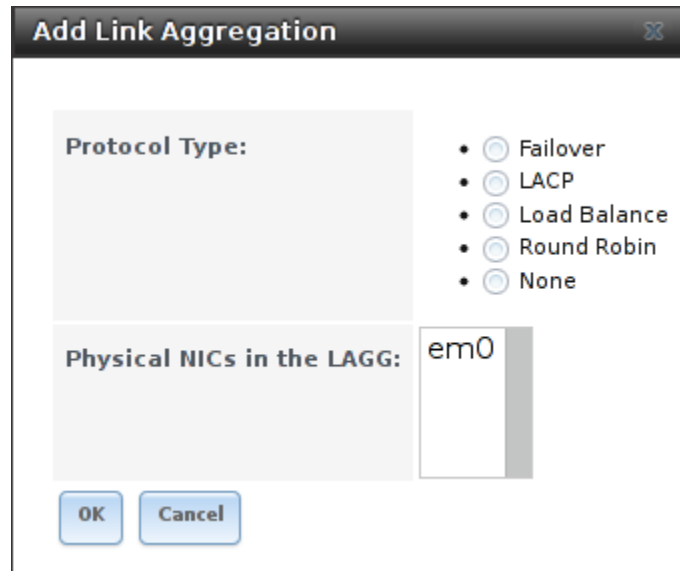 Add Link Aggregation
Protocol Type:
Failover
LACP
Load Balance
Round Robin
None
Physical NICs in the LAGG:
em0
OK
Cancel